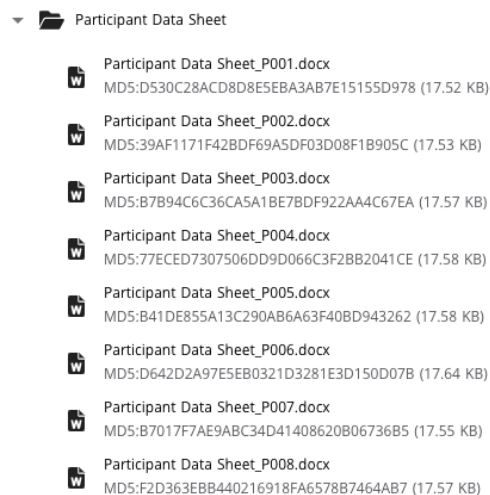 Participant Data Sheet
Participant Data Sheet_P001.docx
MD5:D530C28ACD8D8E5EBA3AB7E15155D978 (17.52 KB)
Participant Data Sheet_P002.docx
MD5:39AF1171F42BDF69A5DF03D08F1B905C (17.53 KB)
Participant Data Sheet_P003.docx
MD5:B7B94C6C36CA5A1BE7BDF922AA4C67EA (17.57 KB)
Participant Data Sheet_P004.docx
MD5:77ECED7307506DD9D066C3F2BB2041CE (17.58 KB)
Participant Data Sheet_P005.docx
MD5:B41DE855A13C290AB6A63F40BD943262 (17.58 KB)
Participant Data Sheet_P006.docx
MD5:D642D2A97E5EB0321D3281E3D150D07B (17.64 KB)
Participant Data Sheet_P007.docx
MD5:B7017F7AE9ABC34D41408620B06736B5 (17.55 KB)
Participant Data Sheet_P008.docx
MD5:F2D363EBB440216918FA6578B7464AB7 (17.57 KB)